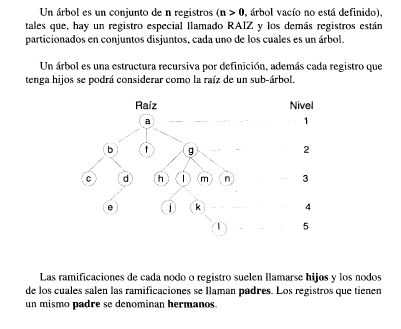 Un árbol es un conjunto de n registros (n > 0, árbol vacío no está definido),
tales que, hay un registro especial llamado RAIZ y los demás registros están
particionados en conjuntos disjuntos, cada uno de los cuales es un árbol.
Un árbol es una estructura recursiva por definición, además cada registro que
tenga hijos se podrá considerar como la raíz de un sub-árbol.
Raíz Nivel
a 1
b f g 2
c d h I m n 3
e j k 4
l 5
Las ramificaciones de cada nodo o registro suelen llamarse hijos y los nodos
de los cuales salen las ramificaciones se llaman padres. Los registros que tienen
un mismo padre se denominan hermanos.